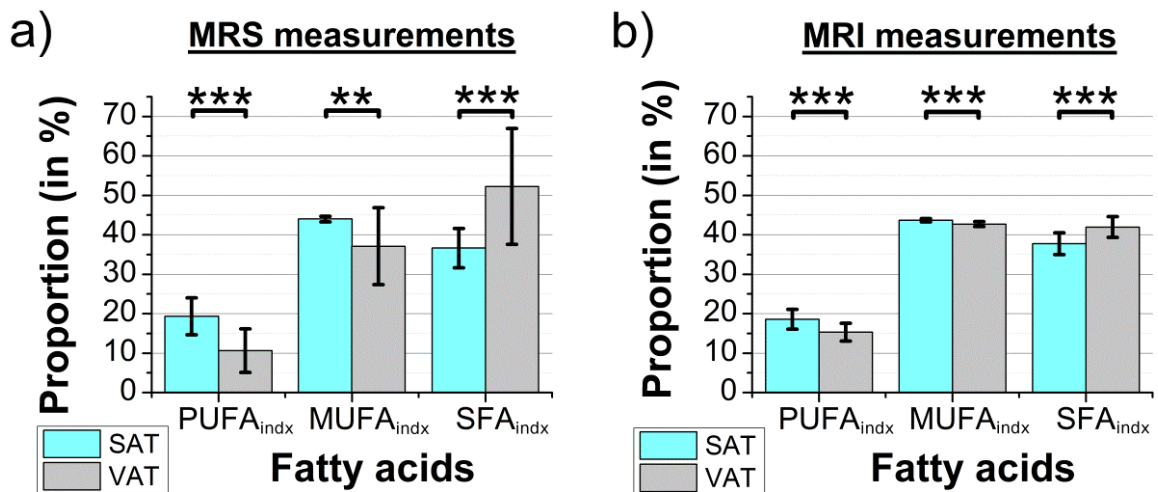 a)
MRS measurements
*** ** ***
70
60
50
40
30
20
10
0
Proportion (in %)
PUFAindx MUFAindx SFAindx
SAT
VAT
Fatty acids
b)
MRI measurements
*** *** ***
70
60
50
40
30
20
10
0
Proportion (in %)
PUFAindx MUFAindx SFAindx
SAT
VAT
Fatty acids